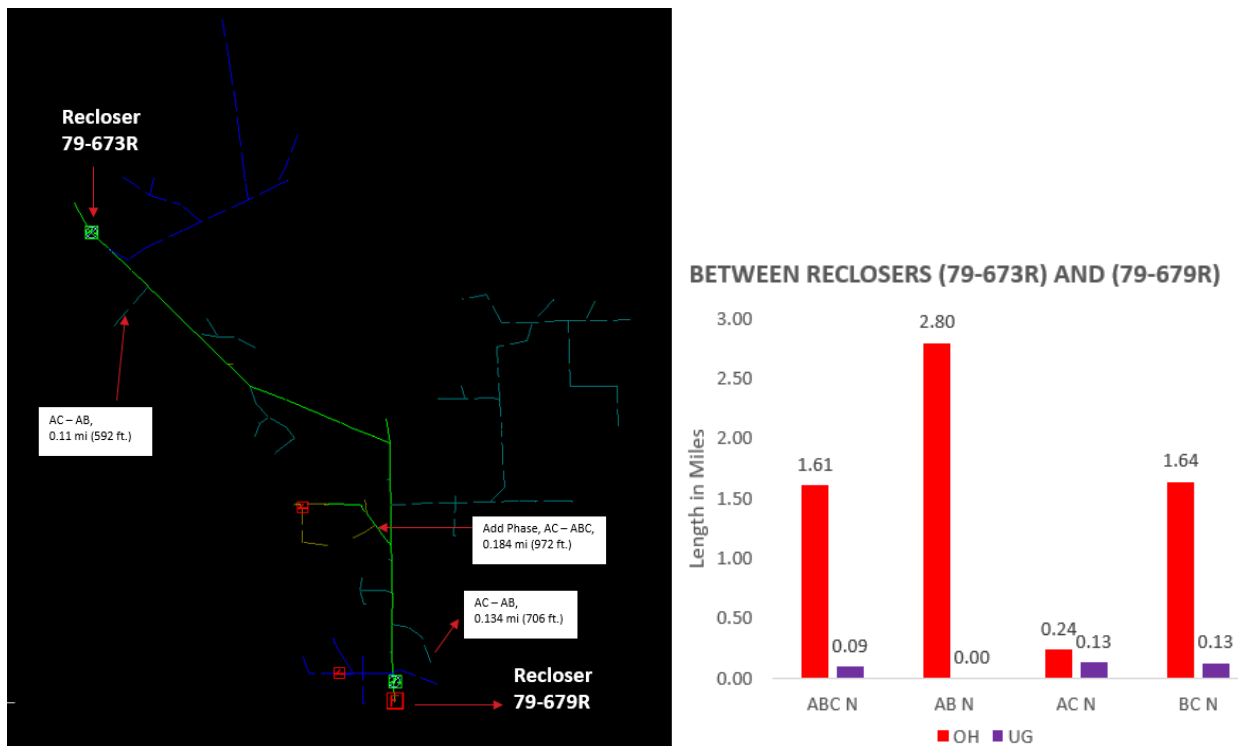 Recloser
79-673R
AC – AB,
0.11 mi (592 ft.)
Add Phase, AC – ABC,
0.184 mi (972 ft.)
AC – AB,
0.134 mi (706 ft.)
Recloser
79-679R
BETWEEN RECLOSERS (79-673R) AND (79-679R)
Length in Miles
3.00
2.50
2.00
1.50
1.00
0.50
0.00
1.61
0.09
2.80
0.00
0.24
0.13
1.64
0.13
ABC N
AB N
AC N
BC N
OH
UG